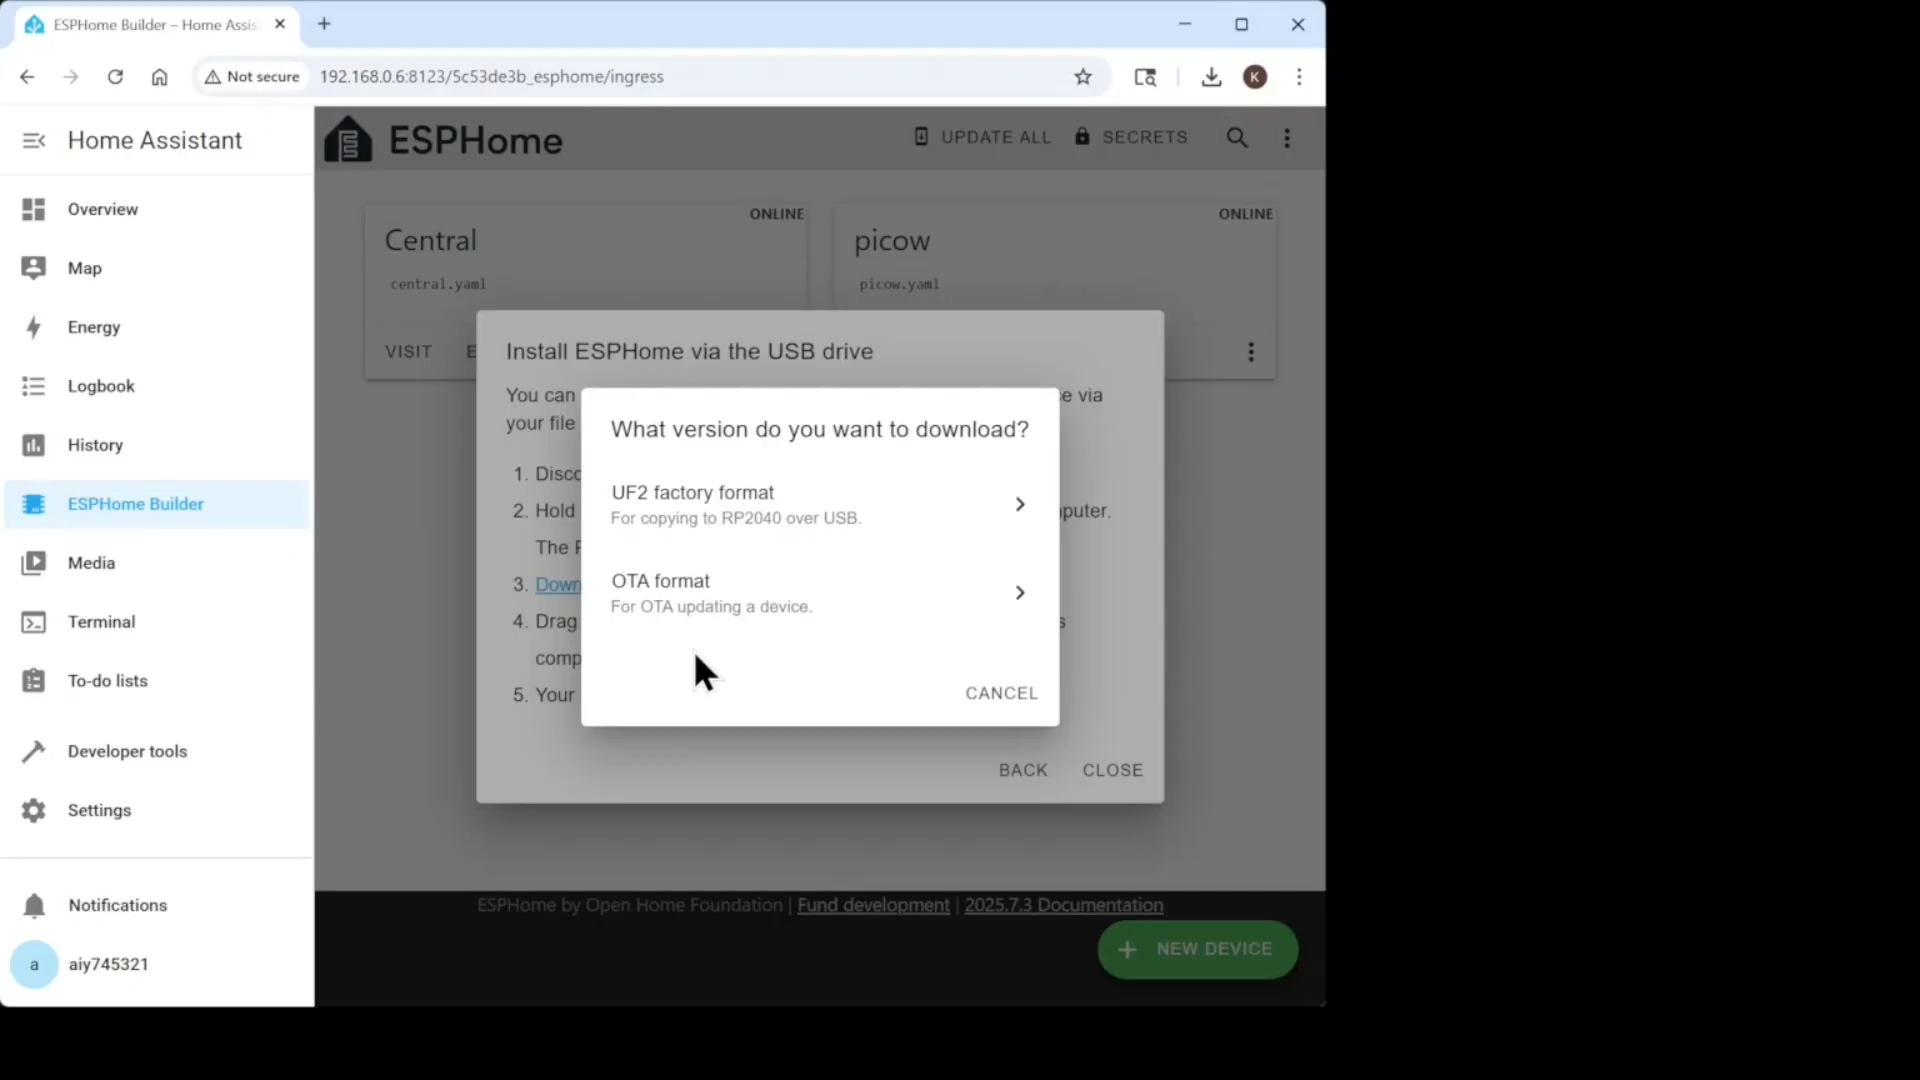 ESPHome Builder – Home Assis
Not secure
192.168.0.6:8123/5c53de3b_esphome/ingress
K
Home Assistant
Overview
Map
Energy
Logbook
History
ESPHome Builder
Media
Terminal
To-do lists
Developer tools
Settings
Notifications
a
aiy745321
ESPHome
UPDATE ALL
SECRETS
ONLINE
Central
central.yaml
VISIT
E
ONLINE
picow
picow.yaml
Install ESPHome via the USB drive
You can e via
your file
1. Disco
2. Hold puter.
The
3. Down
4. Drag s
comp
5. Your
BACK CLOSE
What version do you want to download?
UF2 factory format
For copying to RP2040 over USB.
OTA format
For OTA updating a device.
CANCEL
ESPHome by Open Home Foundation | Fund development | 2025.7.3 Documentation
+ NEW DEVICE